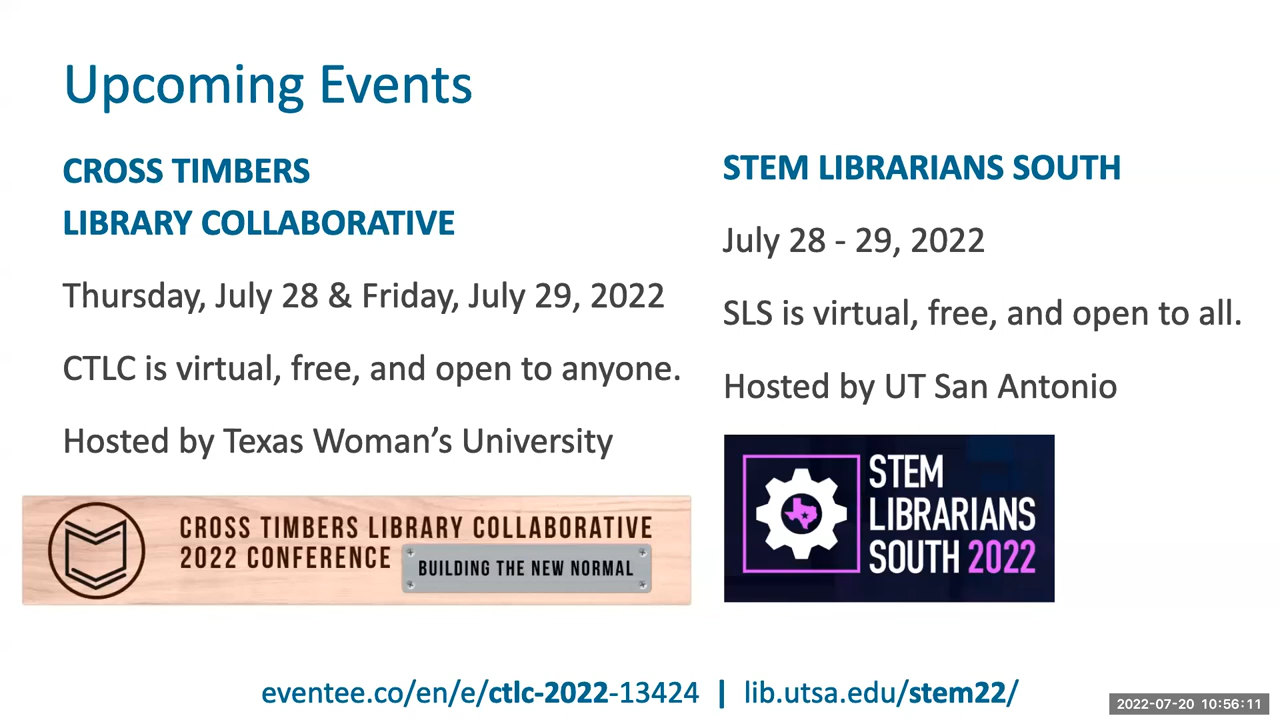 Upcoming Events
CROSS TIMBERS
LIBRARY COLLABORATIVE
Thursday, July 28 & Friday, July 29, 2022
CTLC is virtual, free, and open to anyone.
Hosted by Texas Woman’s University
CROSS TIMBERS LIBRARY COLLABORATIVE
2022 CONFERENCE
BUILDING THE NEW NORMAL
STEM LIBRARIANS SOUTH
July 28 - 29, 2022
SLS is virtual, free, and open to all.
Hosted by UT San Antonio
STEM
LIBRARIANS
SOUTH 2022
eventee.co/en/e/ctlc-2022-13424 | lib.utsa.edu/stem22/
2022-07-20 10:56:11